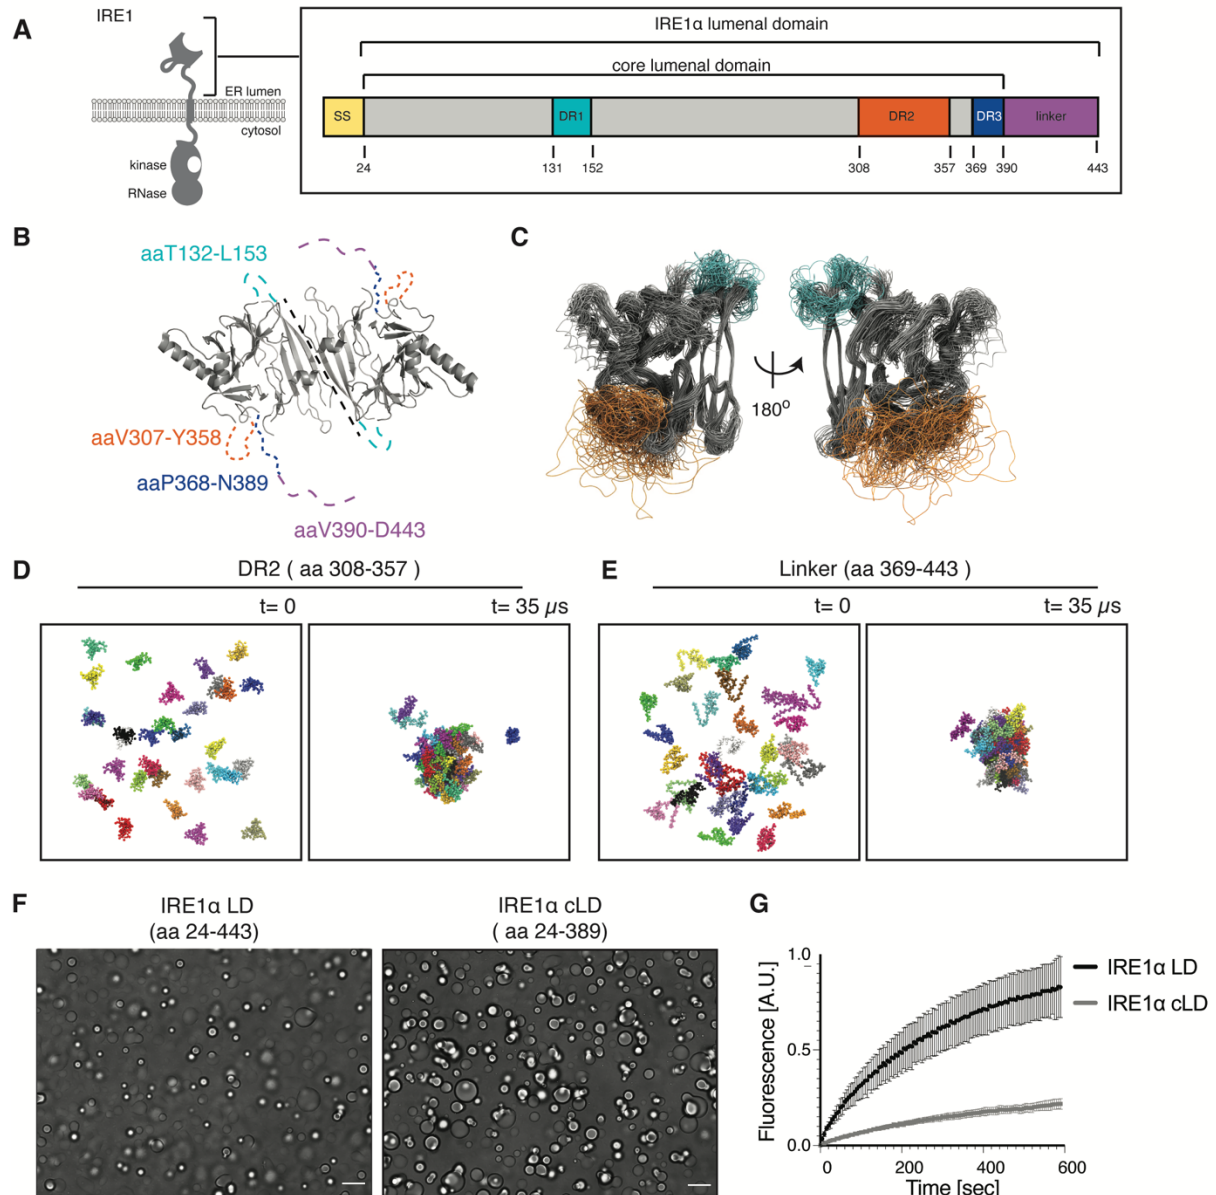 A
IRE1
ER lumen
cytosol
kinase
RNase
IRE1α lumenal domain
core lumenal domain
SS
DR1
DR2
DR3
linker
24
131
152
308
357
369
390
443
B
aaT132-L153
aaV307-Y358
aaP368-N389
aaV390-D443
C
180º
D
DR2 ( aa 308-357 )
t= 0
t= 35 µs
E
Linker (aa 369-443 )
t= 0
t= 35 µs
F
IRE1α LD
(aa 24-443)
IRE1α cLD
( aa 24-389)
G
Fluorescence [A.U.]
1.0
0.5
0.0
0
200
400
600
Time [sec]
IRE1α LD
IRE1α cLD